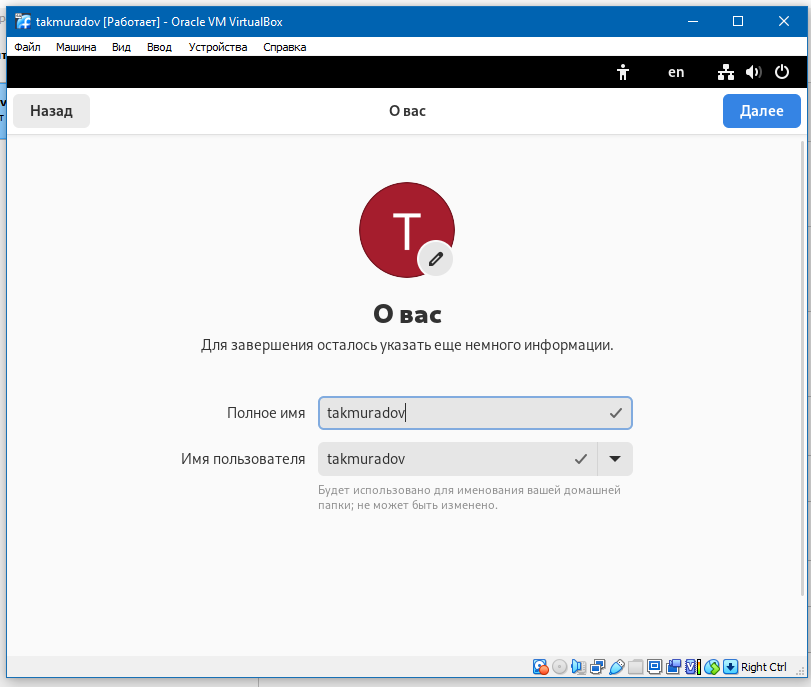 takmuradov [Работает] - Oracle VM VirtualBox
Файл Машина Вид Ввод Устройства Справка
en
Назад О вас Далее
T
О вас
Для завершения осталось указать еще немного информации.
Полное имя takmuradov
Имя пользователя takmuradov
Будет использовано для именования вашей домашней
папки; не может быть изменено.
Right Ctrl